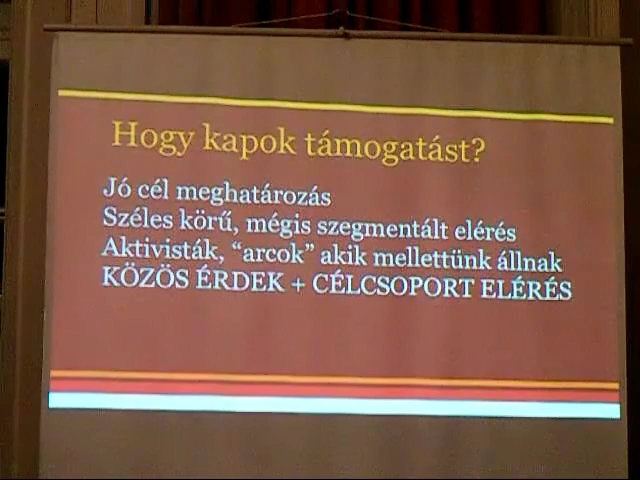 Hogy kapok támogatást?
Jó cél meghatározás
Széles körű, mégis szegmentált elérés
Aktivisták, “arcok” akik mellettünk állnak
KÖZÖS ÉRDEK + CÉLCSOPORT ELÉRÉS